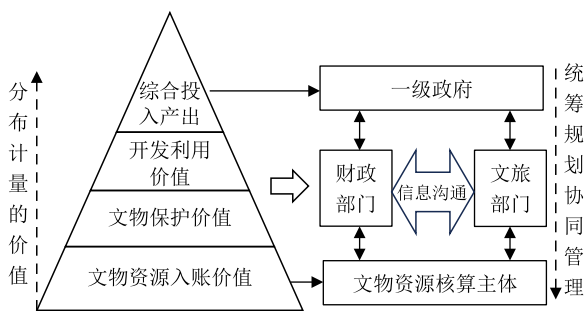 分布计量的价值
综合投
入产出
开发利用
价值
文物保护价值
文物资源入账价值
一级政府
财政
部门
信息沟通
文旅
部门
文物资源核算主体
统筹规划协同管理